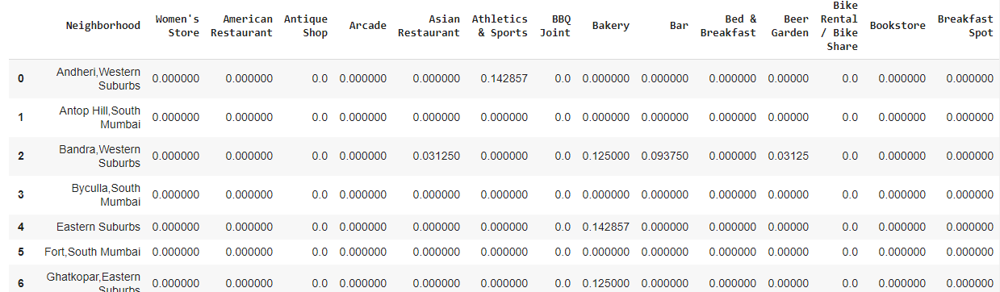 Neighborhood Women's Store American Restaurant Antique Shop Arcade Asian Restaurant Athletics & Sports BBQ Joint Bakery Bar Bed & Breakfast Beer Garden Bike Rental / Bike Share Bookstore Breakfast Spot
0 Andheri,Western Suburbs 0.000000 0.000000 0.0 0.000000 0.000000 0.142857 0.0 0.000000 0.000000 0.000000 0.00000 0.0 0.000000 0.000000
1 Antop Hill,South Mumbai 0.000000 0.000000 0.0 0.000000 0.000000 0.000000 0.0 0.000000 0.000000 0.000000 0.00000 0.0 0.000000 0.000000
2 Bandra,Western Suburbs 0.000000 0.000000 0.0 0.000000 0.031250 0.000000 0.0 0.125000 0.093750 0.000000 0.03125 0.0 0.000000 0.000000
3 Byculla,South Mumbai 0.000000 0.000000 0.0 0.000000 0.000000 0.000000 0.0 0.000000 0.000000 0.000000 0.00000 0.0 0.000000 0.000000
4 Eastern Suburbs 0.000000 0.000000 0.0 0.000000 0.000000 0.000000 0.0 0.142857 0.000000 0.000000 0.00000 0.0 0.000000 0.000000
5 Fort,South Mumbai 0.000000 0.000000 0.0 0.000000 0.000000 0.000000 0.0 0.000000 0.000000 0.000000 0.00000 0.0 0.000000 0.000000
6 Ghatkopar,Eastern Suburbs 0.000000 0.000000 0.0 0.000000 0.000000 0.000000 0.0 0.125000 0.000000 0.000000 0.00000 0.0 0.000000 0.000000